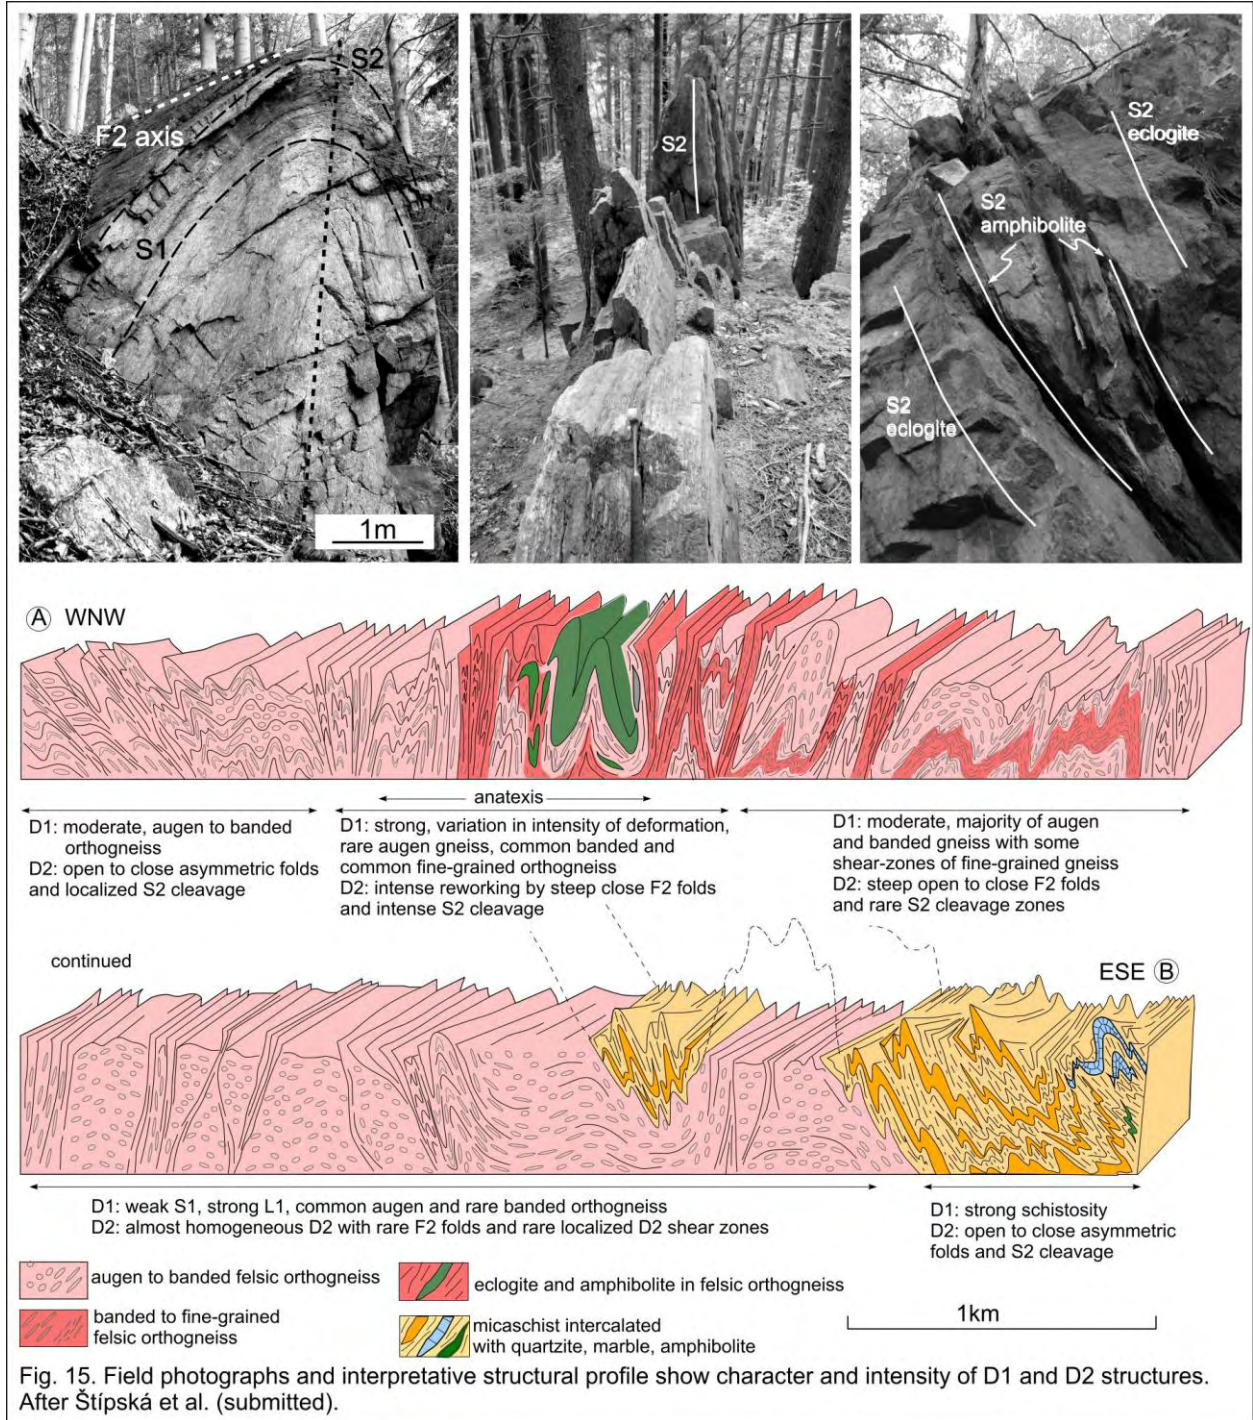 S2
F2 axis
S1
1m
S2
S2
eclogite
S2
amphibolite
S2
eclogite
A WNW
anatexis
D1: moderate, augen to banded
orthogneiss
D2: open to close asymmetric folds
and localized S2 cleavage
D1: strong, variation in intensity of deformation,
rare augen gneiss, common banded and
common fine-grained orthogneiss
D2: intense reworking by steep close F2 folds
and intense S2 cleavage
D1: moderate, majority of augen
and banded gneiss with some
shear-zones of fine-grained gneiss
D2: steep open to close F2 folds
and rare S2 cleavage zones
continued
ESE B
D1: weak S1, strong L1, common augen and rare banded orthogneiss
D2: almost homogeneous D2 with rare F2 folds and rare localized D2 shear zones
D1: strong schistosity
D2: open to close asymmetric
folds and S2 cleavage
augen to banded felsic orthogneiss
eclogite and amphibolite in felsic orthogneiss
banded to fine-grained
felsic orthogneiss
micaschist intercalated
with quartzite, marble, amphibolite
1km
Fig. 15. Field photographs and interpretative structural profile show character and intensity of D1 and D2 structures.
After Štípská et al. (submitted).